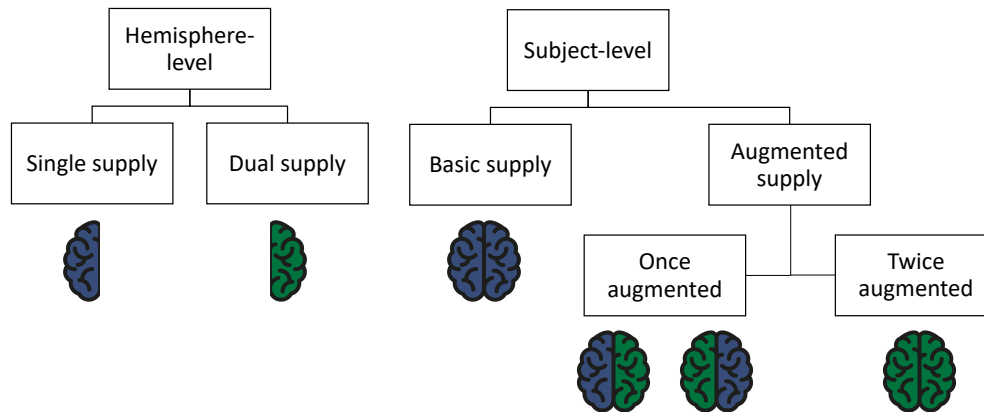 Hemisphere-
level
Subject-level
Single supply
Dual supply
Basic supply
Augmented
supply
Once
augmented
Twice
augmented